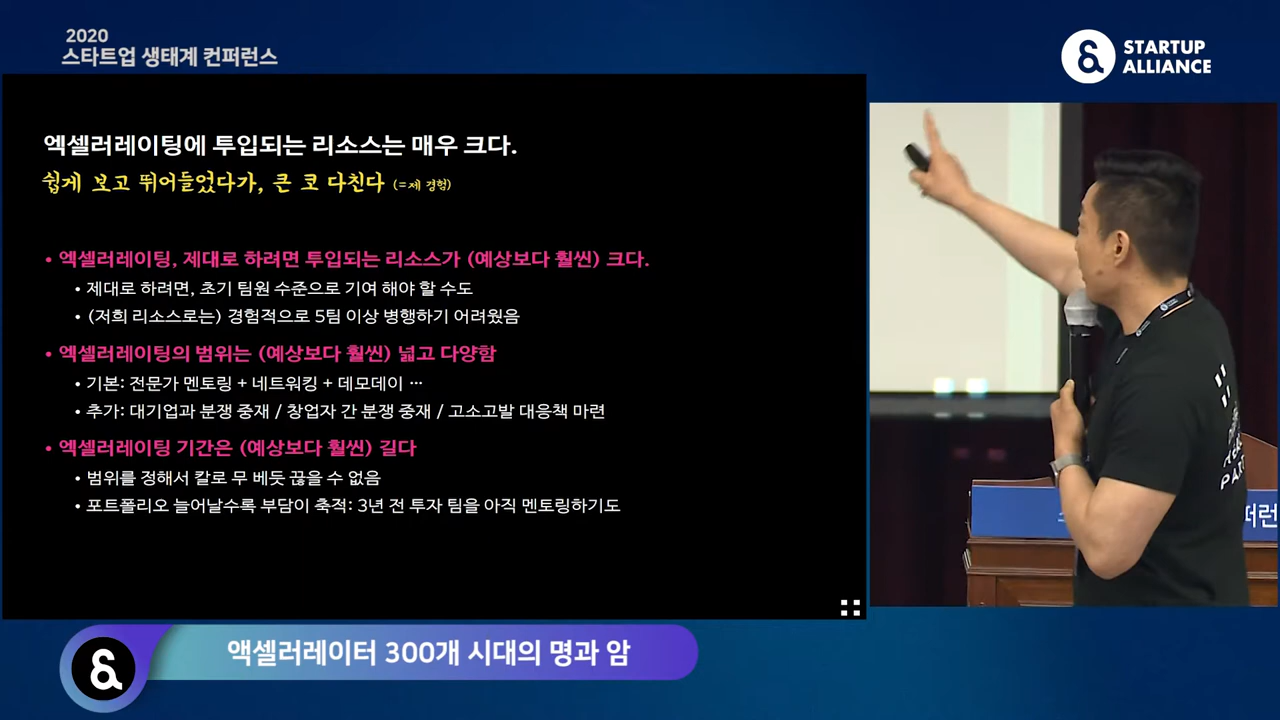 2020
스타트업 생태계 컨퍼런스
STARTUP
ALLIANCE
엑셀러레이팅에 투입되는 리소스는 매우 크다.
쉽게 보고 뛰어들었다가, 큰 코 다친다 (=제 경험)
• 엑셀러레이팅, 제대로 하려면 투입되는 리소스가 (예상보다 훨씬) 크다.
• 제대로 하려면, 초기 팀원 수준으로 기여 해야 할 수도
• (저희 리소스로는) 경험적으로 5팀 이상 병행하기 어려웠음
• 엑셀러레이팅의 범위는 (예상보다 훨씬) 넓고 다양함
• 기본: 전문가 멘토링 + 네트워킹 + 데모데이 …
• 추가: 대기업과 분쟁 중재 / 창업자 간 분쟁 중재 / 고소고발 대응책 마련
• 엑셀러레이팅 기간은 (예상보다 훨씬) 길다
• 범위를 정해서 칼로 무 베듯 끊을 수 없음
• 포트폴리오 늘어날수록 부담이 축적: 3년 전 투자 팀을 아직 멘토링하기도
퍼런
액셀러레이터 300개 시대의 명과 암